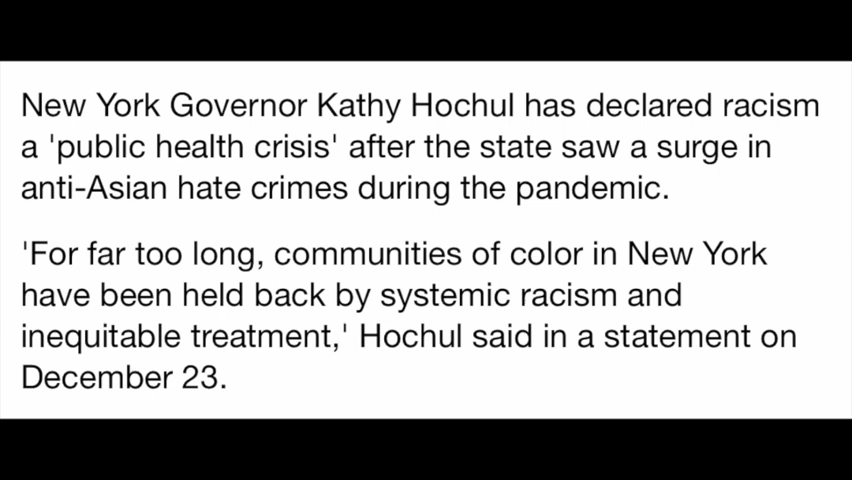 New York Governor Kathy Hochul has declared racism
a 'public health crisis' after the state saw a surge in
anti-Asian hate crimes during the pandemic.
'For far too long, communities of color in New York
have been held back by systemic racism and
inequitable treatment,' Hochul said in a statement on
December 23.